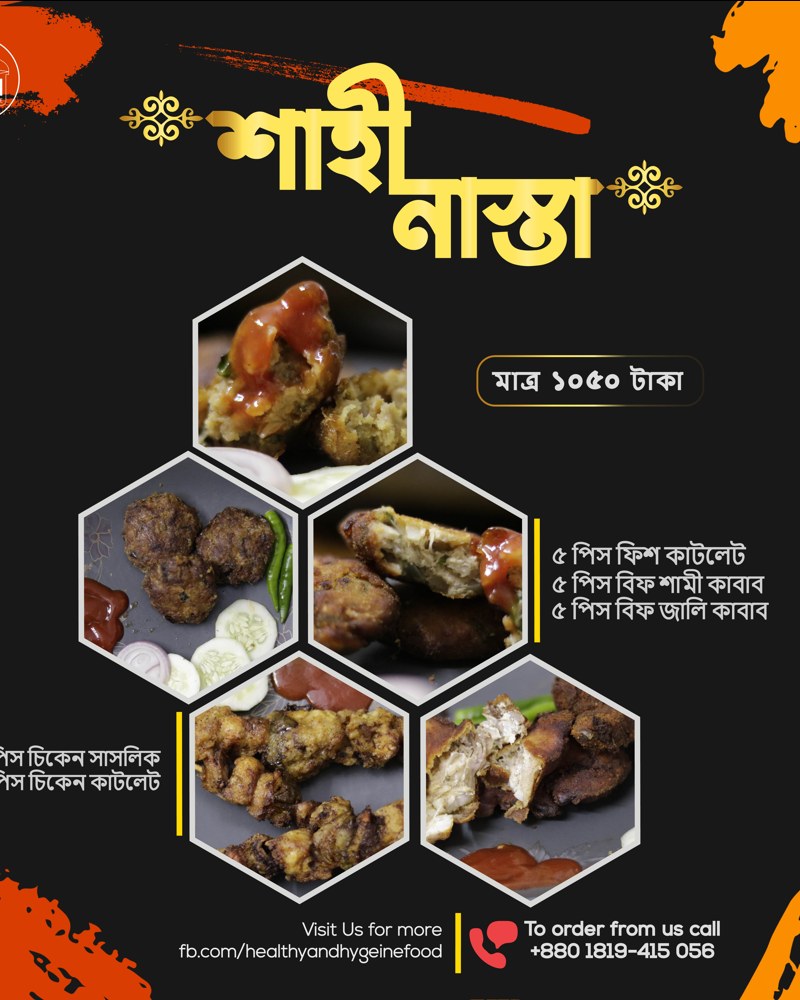 শাহী
নাস্তা
মাত্র ১০৫০ টাকা
৫ পিস ফিশ কাটলেট
৫ পিস বিফ শামী কাবাব
৫ পিস বিফ জালি কাবাব
পিস চিকেন সাসলিক
পিস চিকেন কাটলেট
Visit Us for more
fb.com/healthyandhygeinefood
To order from us call
+880 1819-415 056